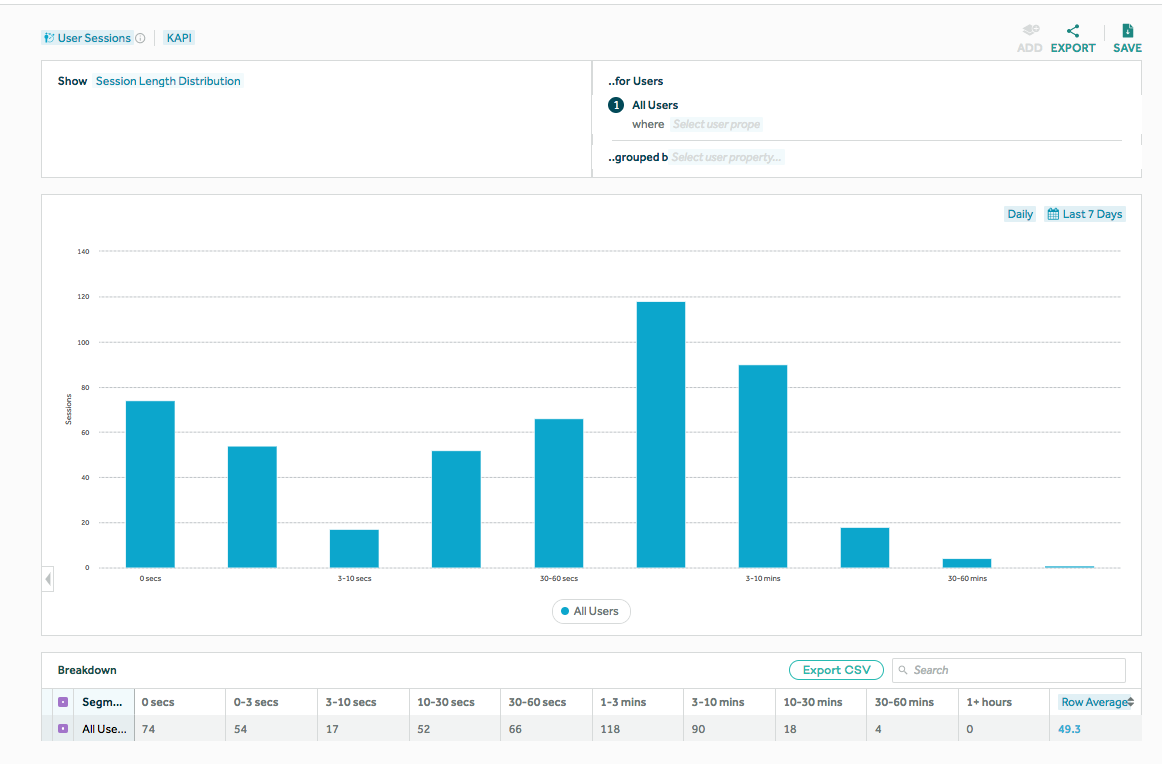 User Sessions KAPI
ADD EXPORT SAVE
Show Session Length Distribution
..for Users
1 All Users
where Select user prope
..grouped b Select user property...
Daily Last 7 Days
140
120
100
80
60
40
20
0
Sessions
0 secs 3-10 secs 30-60 secs 3-10 mins 30-60 mins
All Users
Breakdown Export CSV Search
Segm... 0 secs 0-3 secs 3-10 secs 10-30 secs 30-60 secs 1-3 mins 3-10 mins 10-30 mins 30-60 mins 1+ hours Row Average
All Use... 74 54 17 52 66 118 90 18 4 0 49.3